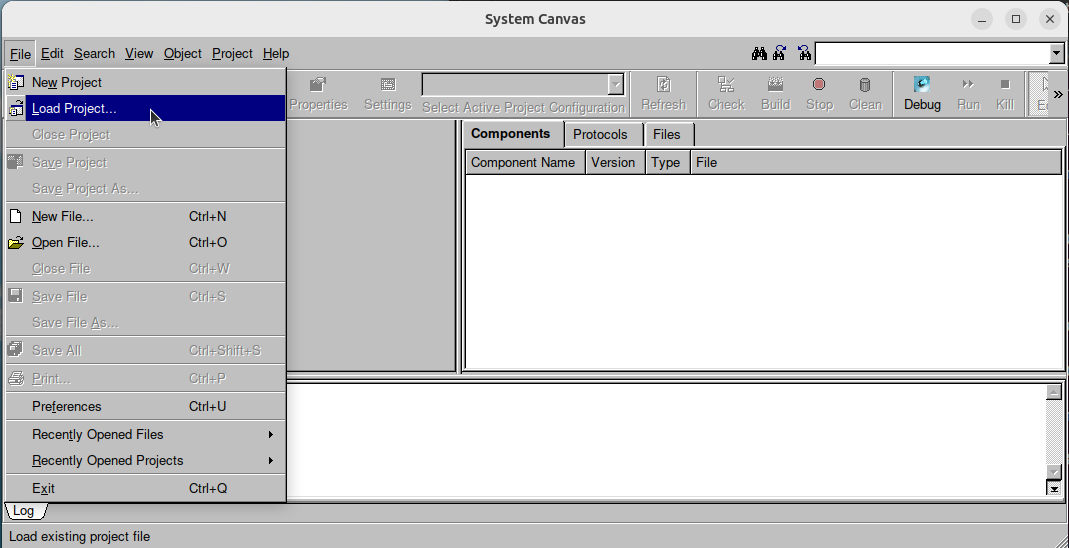 System Canvas
File Edit Search View Object Project Help
New Project
Load Project...
Close Project
Save Project
Save Project As...
New File... Ctrl+N
Open File... Ctrl+O
Close File Ctrl+W
Save File Ctrl+S
Save File As...
Save All Ctrl+Shift+S
Print... Ctrl+P
Preferences Ctrl+U
Recently Opened Files
Recently Opened Projects
Exit Ctrl+Q
Properties Settings Select Active Project Configuration Refresh Check Build Stop Clean Debug Run Kill
»
Components Protocols Files
Component Name Version Type File
Log
Load existing project file